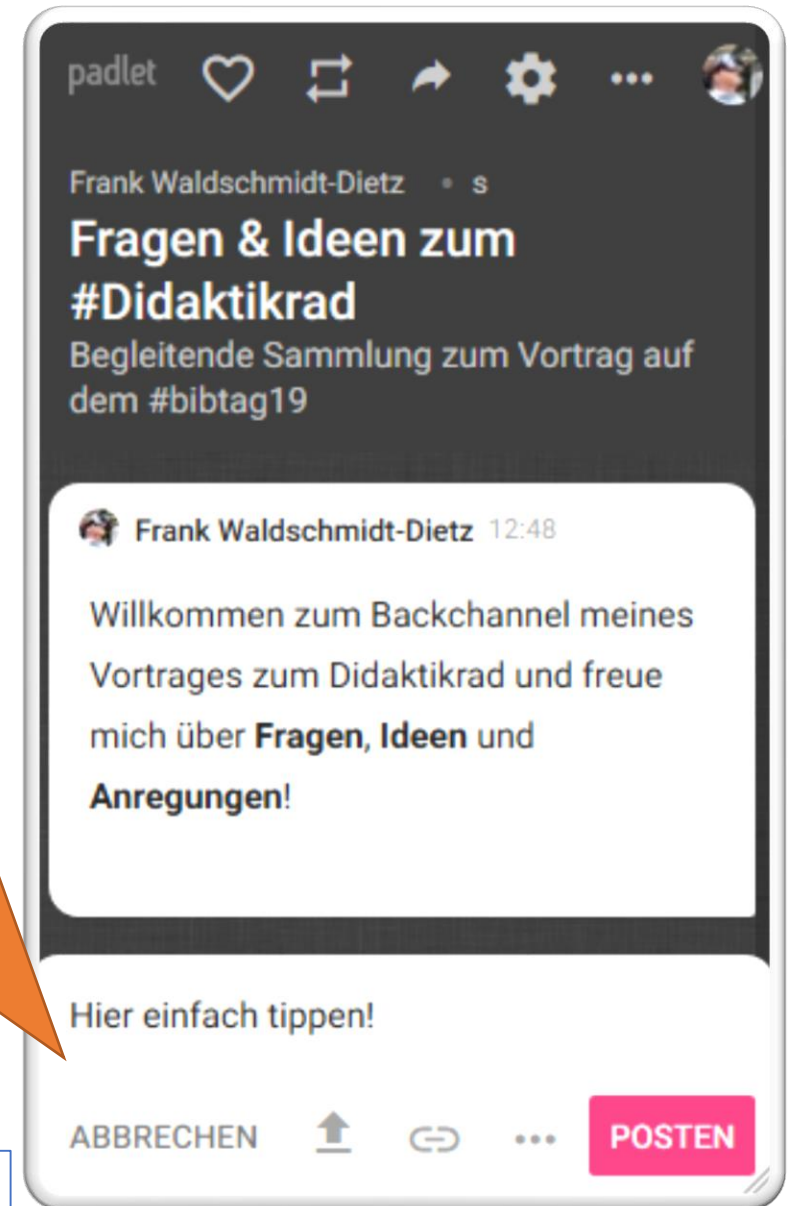 padlet
Frank Waldschmidt-Dietz • s
Fragen & Ideen zum
#Didaktikrad
Begleitende Sammlung zum Vortrag auf
dem #bibtag19
Frank Waldschmidt-Dietz 12:48
Willkommen zum Backchannel meines
Vortrages zum Didaktikrad und freue
mich über Fragen, Ideen und
Anregungen!
Hier einfach tippen!
ABBRECHEN ••• POSTEN